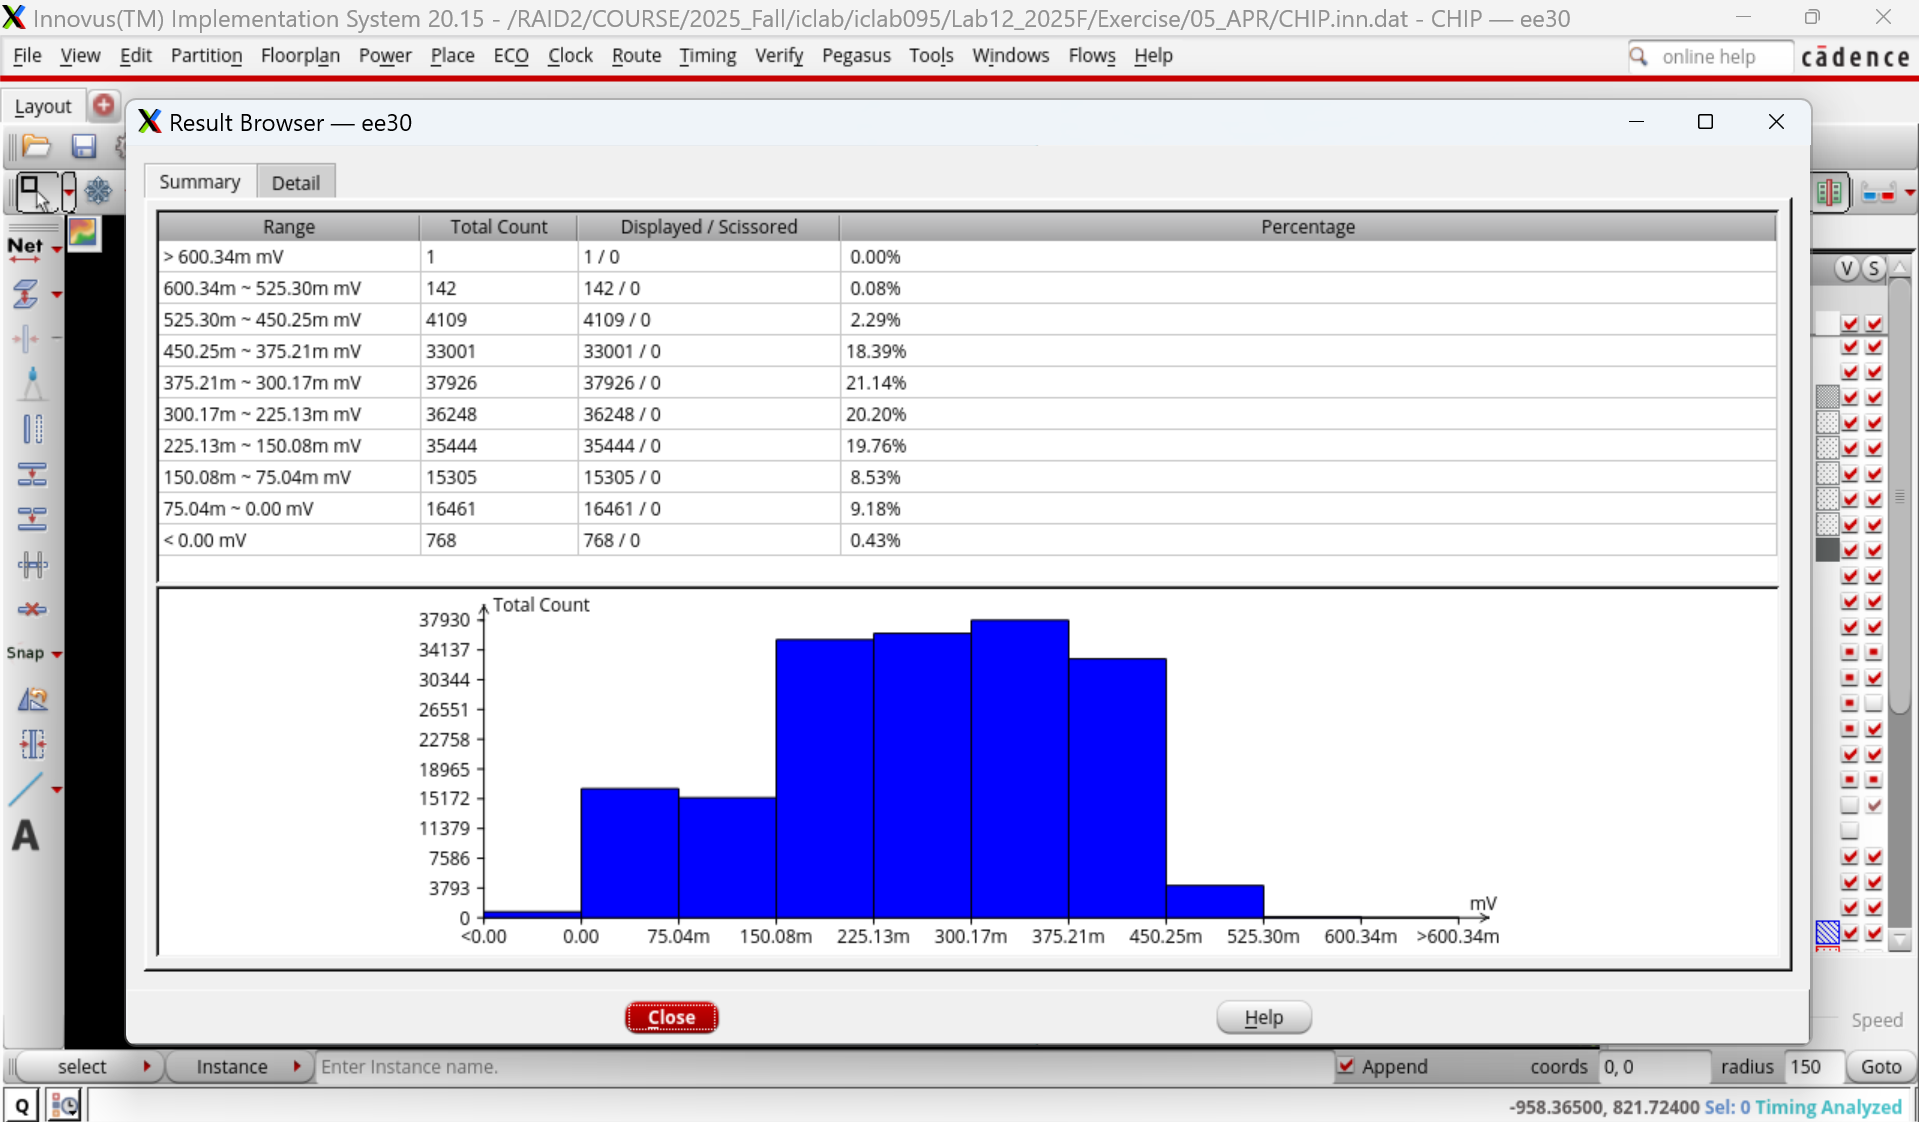 Innovus(TM) Implementation System 20.15 - /RAID2/COURSE/2025_Fall/iclab/iclab095/Lab12_2025F/Exercise/05_APR/CHIP.inn.dat - CHIP — ee30
File View Edit Partition Floorplan Power Place ECO Clock Route Timing Verify Pegasus Tools Windows Flows Help
online help
cādence
Layout
Result Browser — ee30
Summary Detail
Range Total Count Displayed / Scissored Percentage
> 600.34m mV 1 1 / 0 0.00%
600.34m ~ 525.30m mV 142 142 / 0 0.08%
525.30m ~ 450.25m mV 4109 4109 / 0 2.29%
450.25m ~ 375.21m mV 33001 33001 / 0 18.39%
375.21m ~ 300.17m mV 37926 37926 / 0 21.14%
300.17m ~ 225.13m mV 36248 36248 / 0 20.20%
225.13m ~ 150.08m mV 35444 35444 / 0 19.76%
150.08m ~ 75.04m mV 15305 15305 / 0 8.53%
75.04m ~ 0.00 mV 16461 16461 / 0 9.18%
< 0.00 mV 768 768 / 0 0.43%
Total Count
37930
34137
30344
26551
22758
18965
15172
11379
7586
3793
0
mV
<0.00 0.00 75.04m 150.08m 225.13m 300.17m 375.21m 450.25m 525.30m 600.34m >600.34m
Close Help
Net
Snap
A
V S
Speed
select Instance Enter Instance name. Append coords 0, 0 radius 150 Goto
Q
-958.36500, 821.72400 Sel: 0 Timing Analyzed